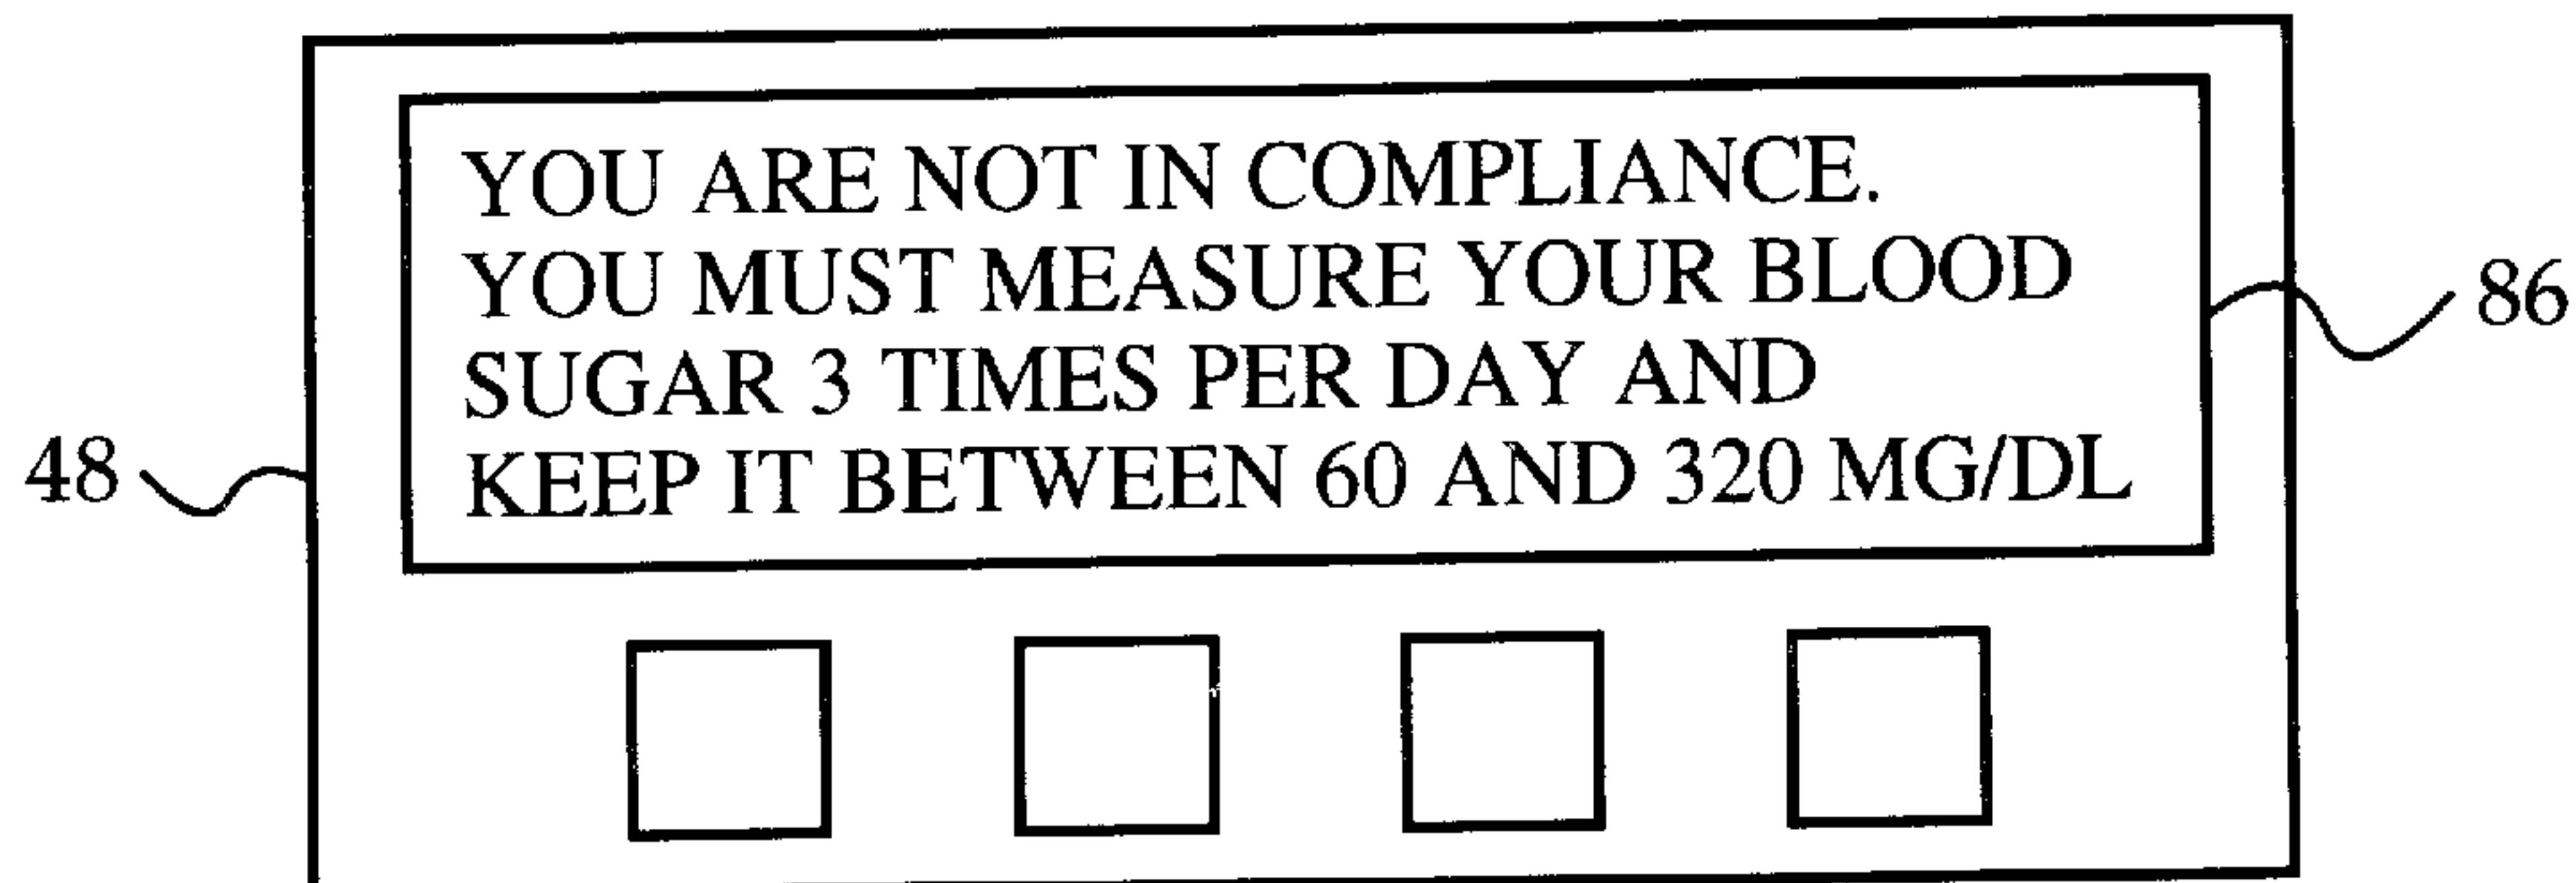 YOU ARE NOT IN COMPLIANCE.
YOU MUST MEASURE YOUR BLOOD
SUGAR 3 TIMES PER DAY AND
KEEP IT BETWEEN 60 AND 320 MG/DL
86
48